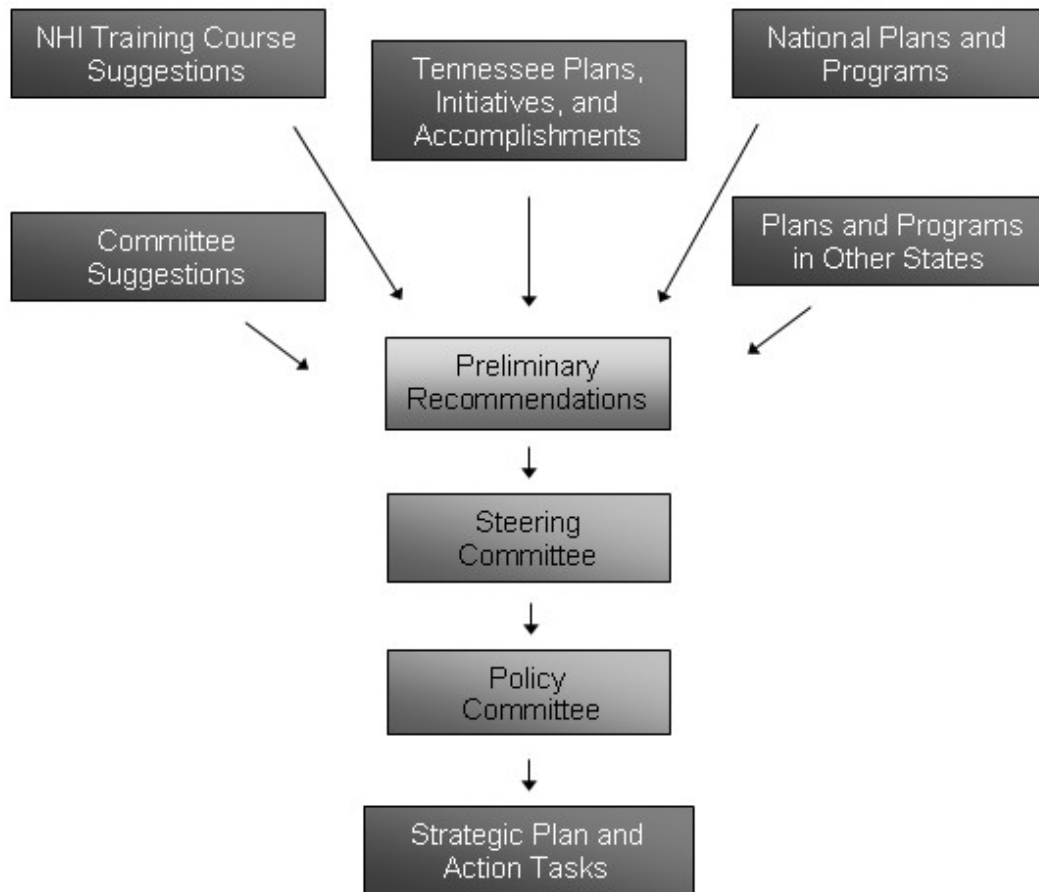 NHI Training Course
Suggestions
Tennessee Plans,
Initiatives, and
Accomplishments
National Plans and
Programs
Committee
Suggestions
Plans and Programs
in Other States
Preliminary
Recommendations
Steering
Committee
Policy
Committee
Strategic Plan and
Action Tasks